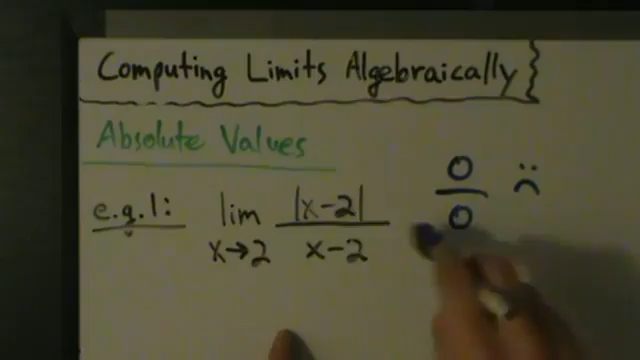 Computing Limits Algebraically
Absolute Values
e.g.1: lim x→2 |x-2| / x-2
0/0 :(